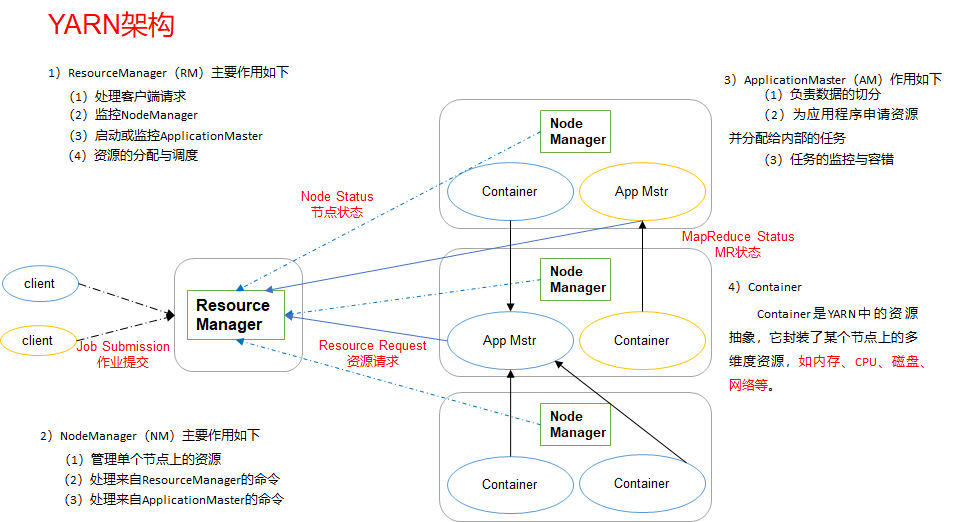 YARN架构
1）ResourceManager（RM）主要作用如下
（1）处理客户端请求
（2）监控NodeManager
（3）启动或监控ApplicationMaster
（4）资源的分配与调度
3）ApplicationMaster（AM）作用如下
（1）负责数据的切分
（2）为应用程序申请资源
并分配给内部的任务
（3）任务的监控与容错
Node
Manager
Container
App Mstr
Node Status
节点状态
MapReduce Status
MR状态
client
client
Job Submission
作业提交
Resource
Manager
Resource Request
资源请求
Node
Manager
App Mstr
Container
4）Container
Container是YARN中的资源
抽象，它封装了某个节点上的多
维度资源，如内存、CPU、磁盘、
网络等。
Node
Manager
Container
Container
2）NodeManager（NM）主要作用如下
（1）管理单个节点上的资源
（2）处理来自ResourceManager的命令
（3）处理来自ApplicationMaster的命令